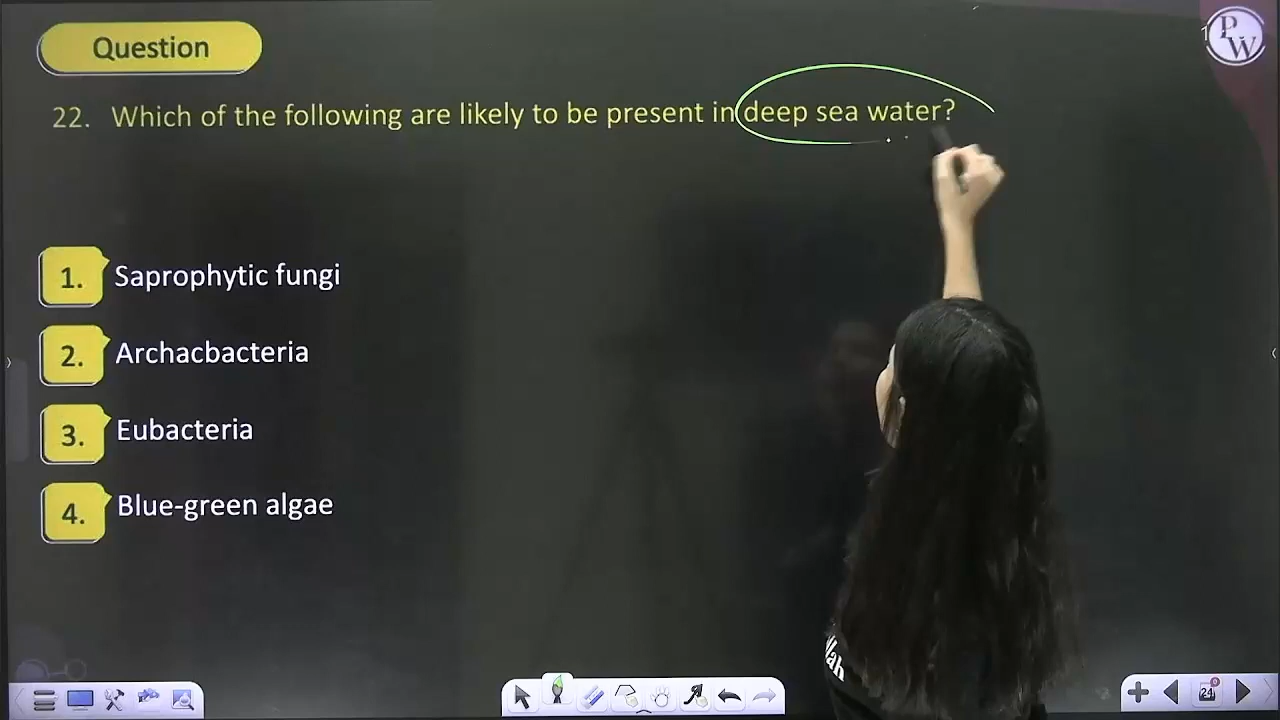 Question
PW
22. Which of the following are likely to be present in deep sea water?
1. Saprophytic fungi
2. Archacbacteria
3. Eubacteria
4. Blue-green algae
24